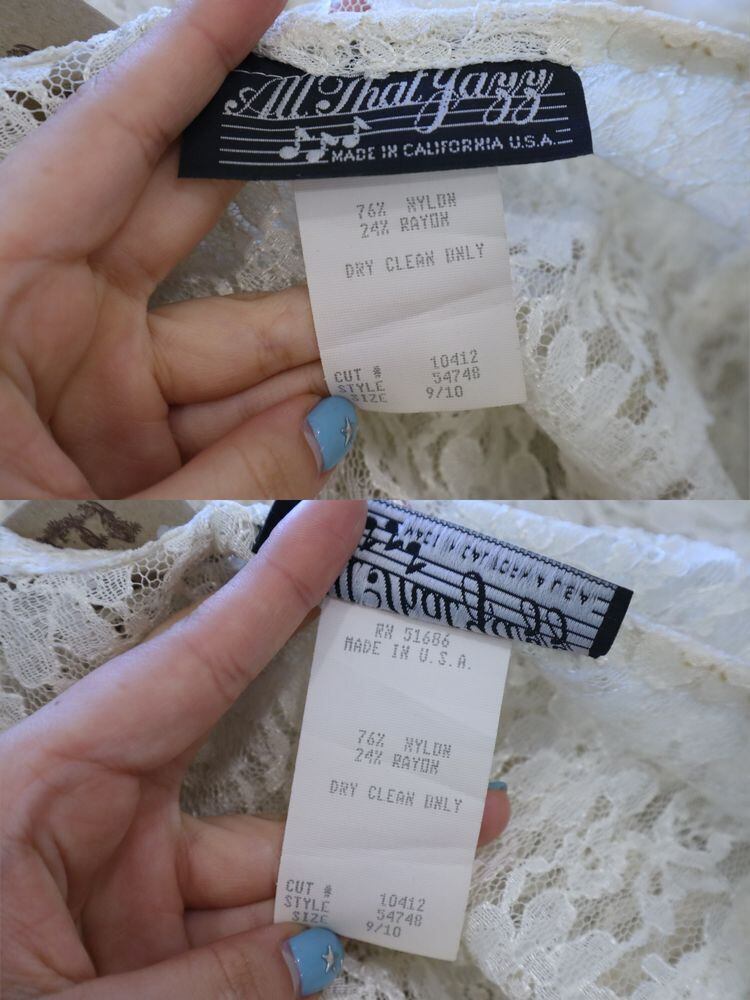 All That Jazz
MADE IN CALIFORNIA U.S.A.
76% NYLON
24% RAYON
DRY CLEAN ONLY
CUT # 10412
STYLE 54748
SIZE 9/10
RN 51686
MADE IN U.S.A.
76% NYLON
24% RAYON
DRY CLEAN ONLY
CUT # 10412
STYLE 54748
SIZE 9/10